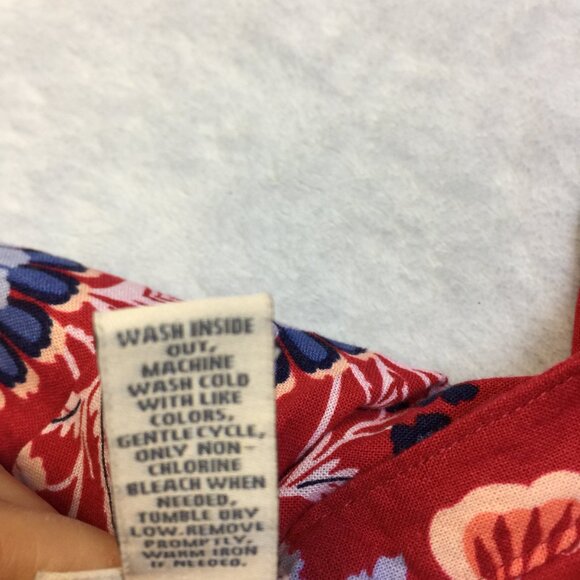 WASH INSIDE
OUT,
MACHINE
WASH COLD
WITH LIKE
COLORS,
GENTLE CYCLE,
ONLY NON-
CHLORINE
BLEACH WHEN
NEEDED,
TUMBLE DRY
LOW. REMOVE
PROMPTLY,
WARM IRON
IF NEEDED.